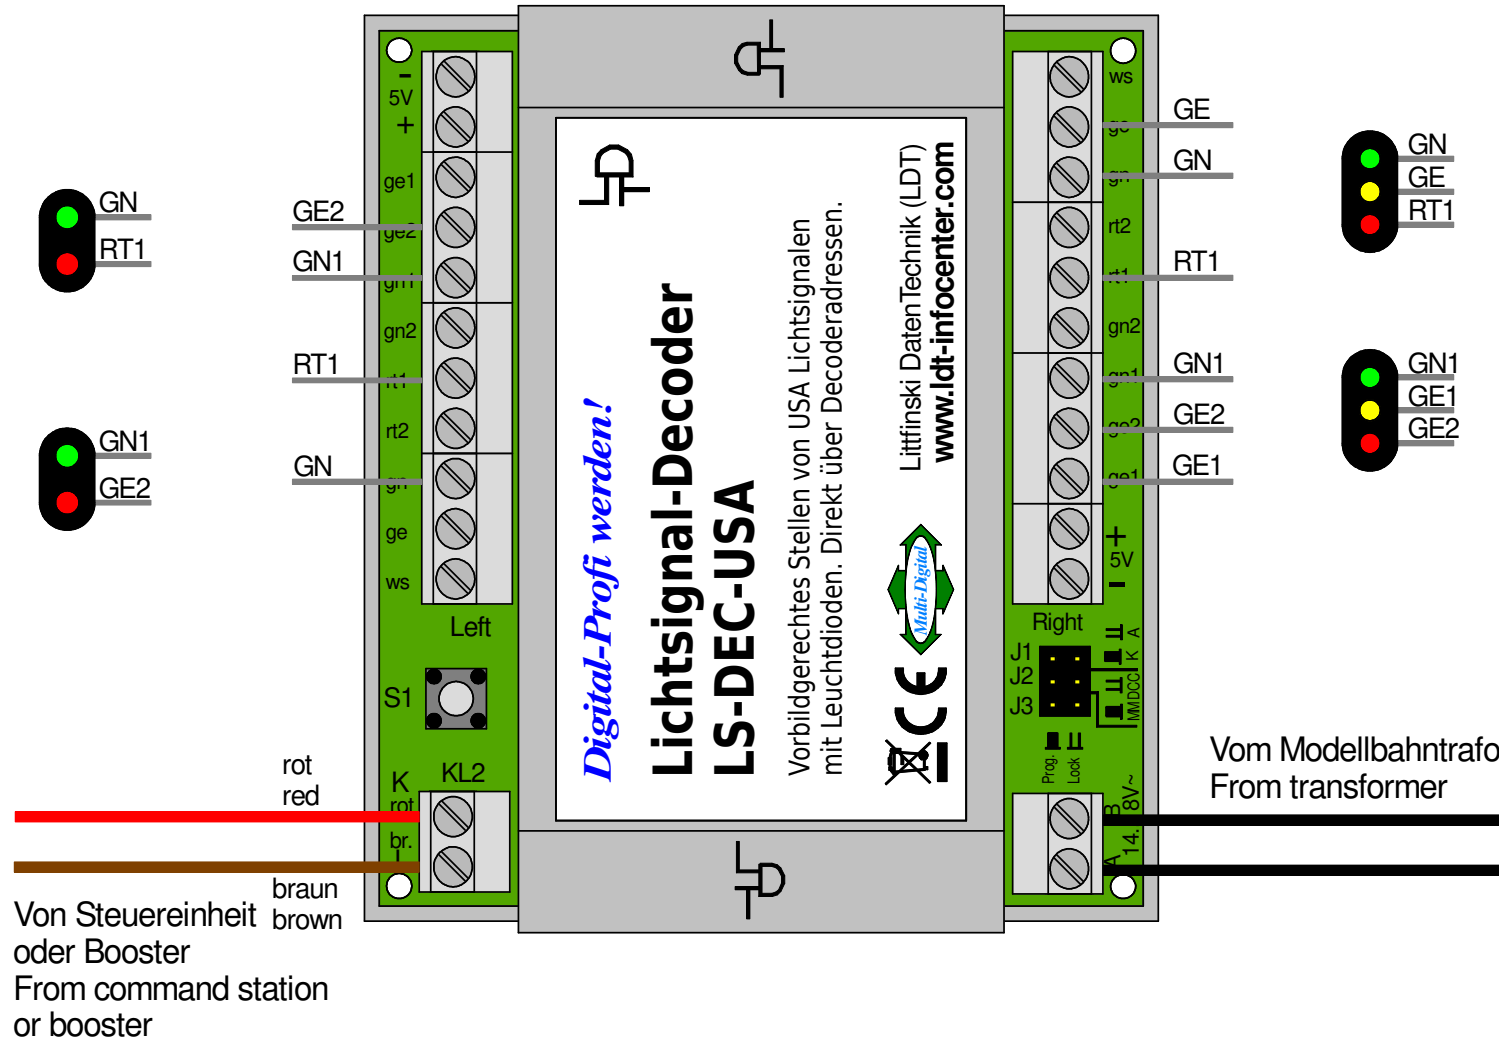 GN
RT1
GN1
GE2
GE2
GN1
RT1
GN
-
5V
+
ge1
ge2
gn1
gn2
rt1
rt2
gn
ge
ws
Left
S1
KL2
K
rot
br.
rot
red
braun
brown
Von Steuereinheit
oder Booster
From command station
or booster
Digital-Profi werden!
Lichtsignal-Decoder
LS-DEC-USA
Vorbildgerechtes Stellen von USA Lichtsignalen
mit Leuchtdioden. Direkt über Decoderadressen.
Littfinski DatenTechnik (LDT)
www.ldt-infocenter.com
Multi-Digital
CE
ws
ge
gn
rt2
rt1
gn2
gn1
ge2
ge1
+
5V
-
Right
J1
J2
J3
A
K
DCC
MM
Prog.
Lock
B
A
GE
GN
RT1
GN1
GE2
GE1
GN
GE
RT1
GN1
GE1
GE2
Vom Modellbahntrafo
From transformer